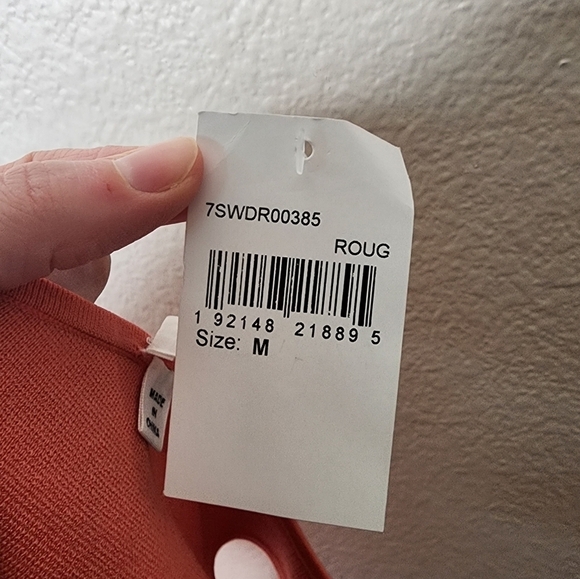 7SWDR00385
ROUG
1 92148 21889 5
Size: M
MADE
IN
CHINA